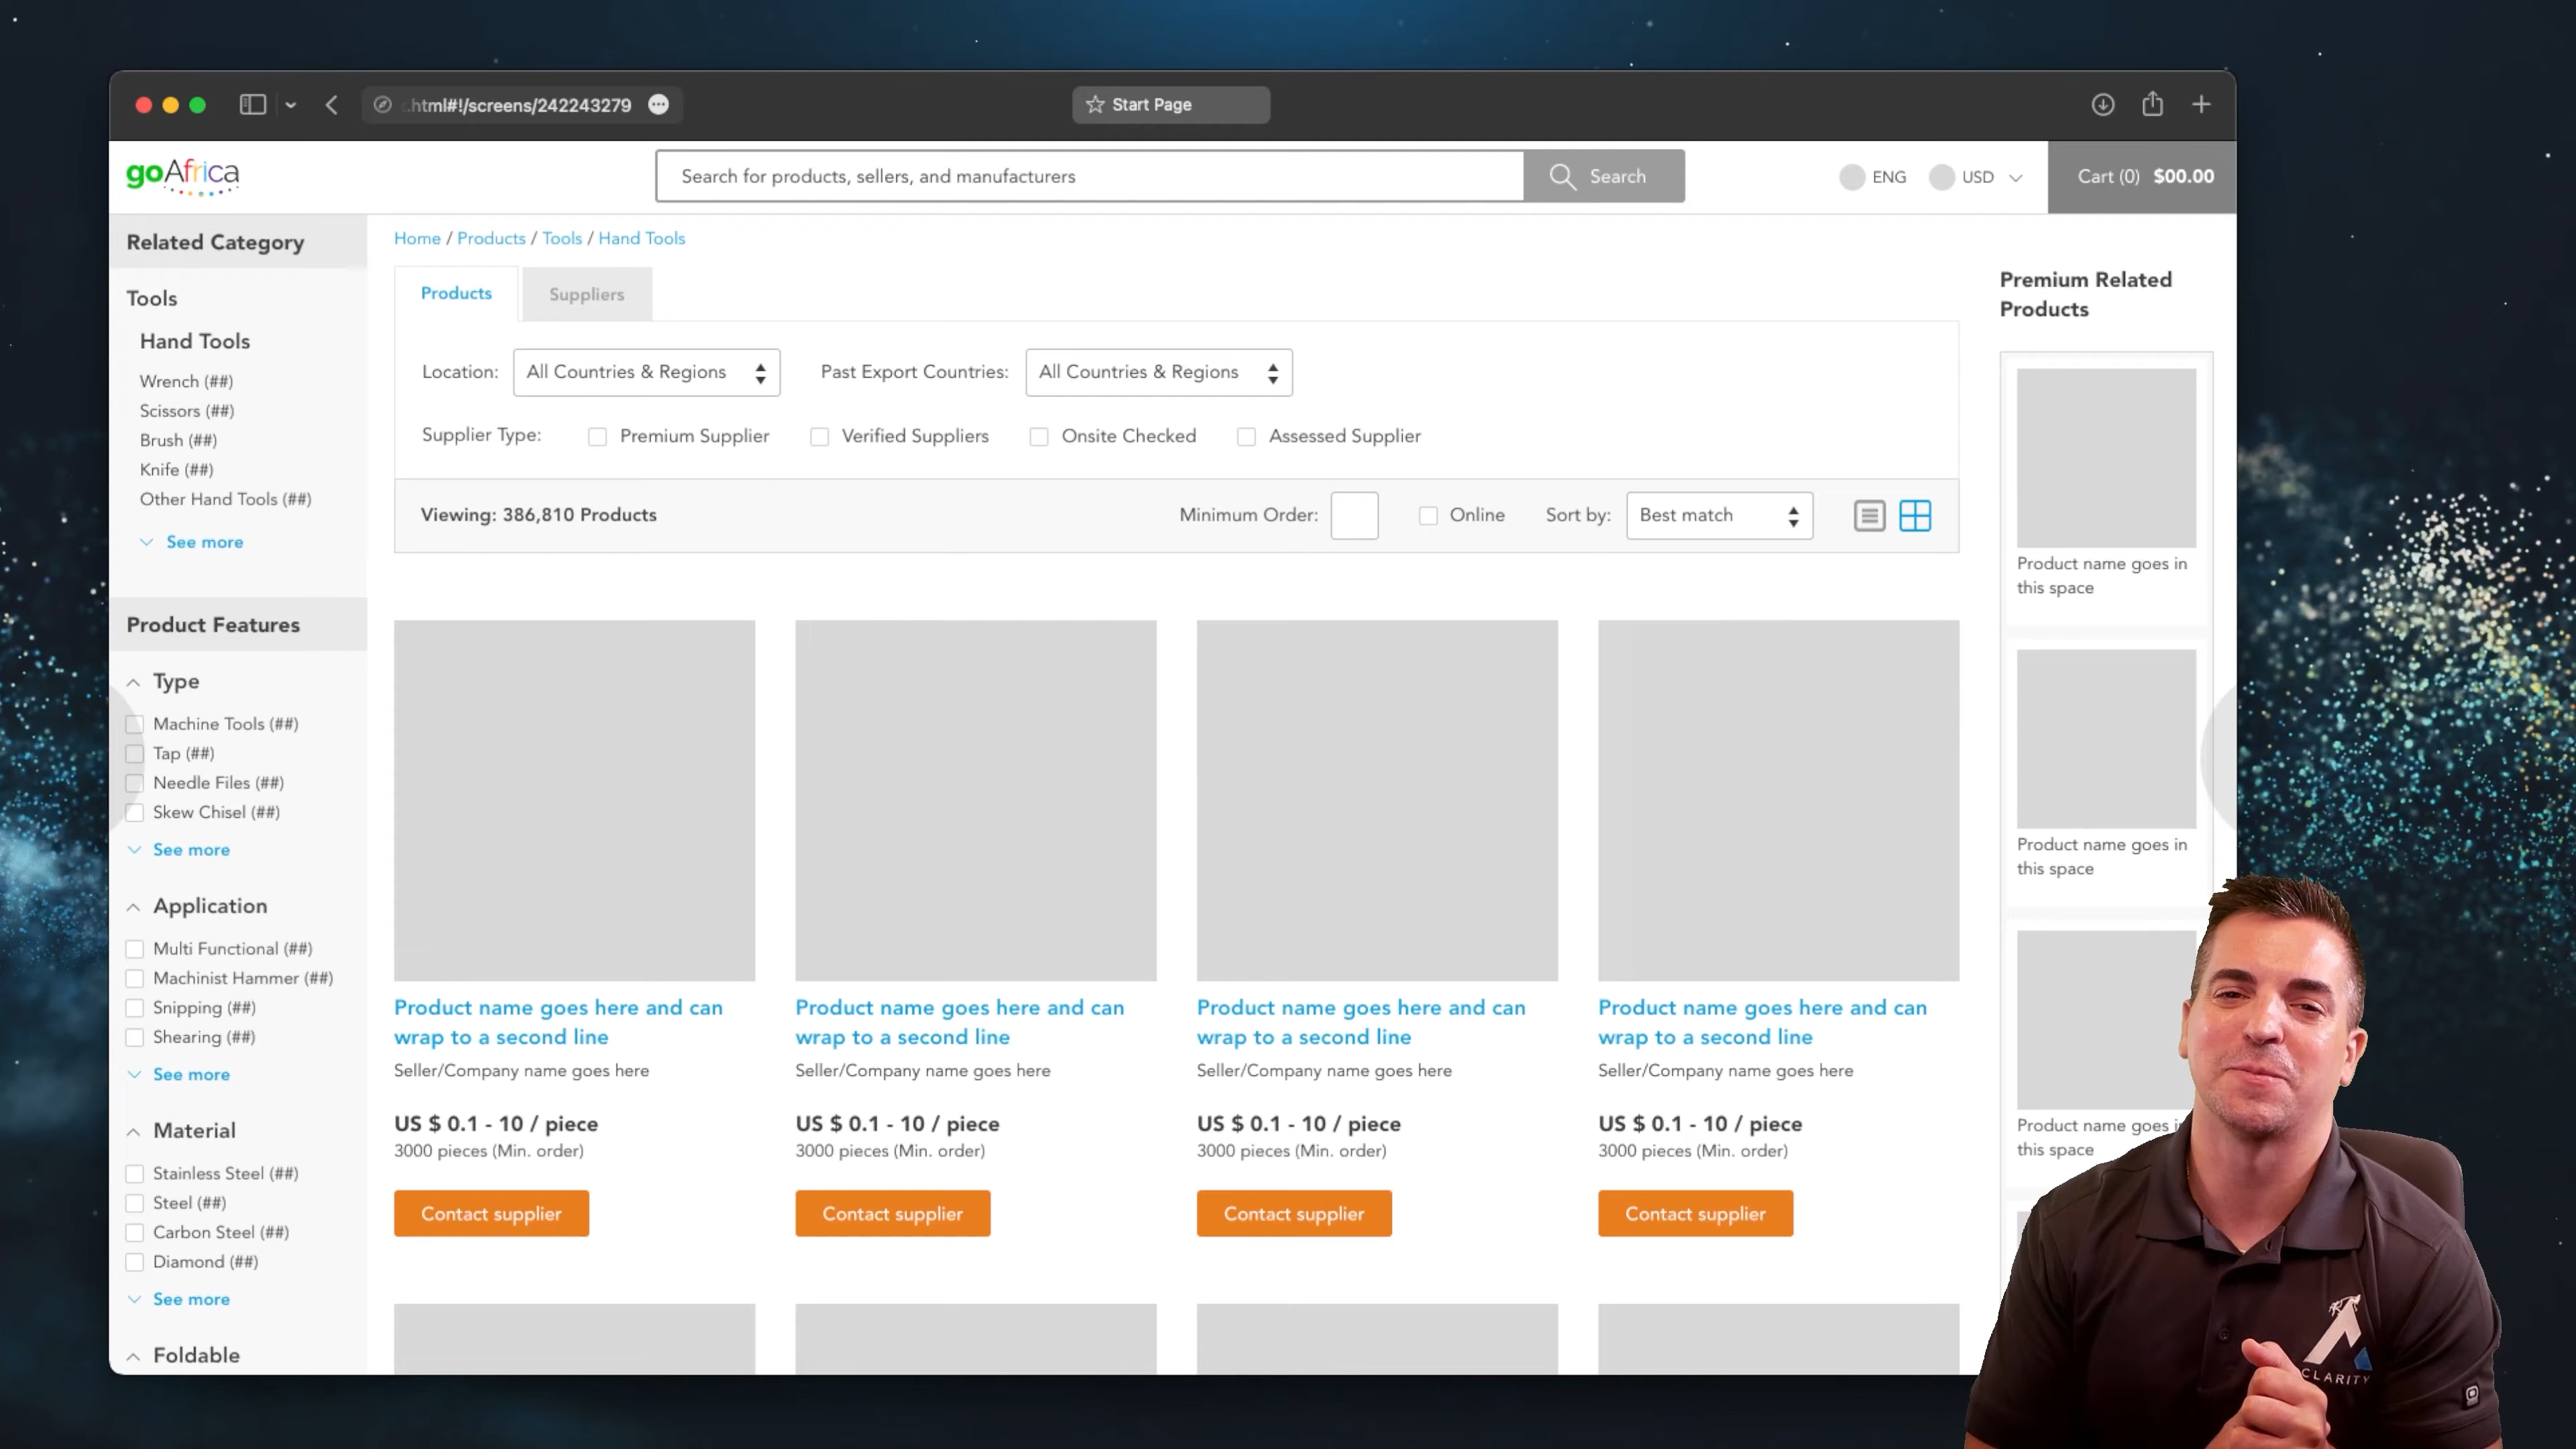 .html#!/screens/242243279
Start Page
goAfrica
Search for products, sellers, and manufacturers
Search
ENG
USD
Cart (0) $00.00
Related Category
Tools
Hand Tools
Wrench (##)
Scissors (##)
Brush (##)
Knife (##)
Other Hand Tools (##)
See more
Product Features
Type
Machine Tools (##)
Tap (##)
Needle Files (##)
Skew Chisel (##)
See more
Application
Multi Functional (##)
Machinist Hammer (##)
Snipping (##)
Shearing (##)
See more
Material
Stainless Steel (##)
Steel (##)
Carbon Steel (##)
Diamond (##)
See more
Foldable
Home / Products / Tools / Hand Tools
Products
Suppliers
Location: All Countries & Regions
Past Export Countries: All Countries & Regions
Supplier Type: Premium Supplier Verified Suppliers Onsite Checked Assessed Supplier
Viewing: 386,810 Products
Minimum Order:
Online
Sort by: Best match
Product name goes here and can
wrap to a second line
Seller/Company name goes here
US $ 0.1 - 10 / piece
3000 pieces (Min. order)
Contact supplier
Product name goes here and can
wrap to a second line
Seller/Company name goes here
US $ 0.1 - 10 / piece
3000 pieces (Min. order)
Contact supplier
Product name goes here and can
wrap to a second line
Seller/Company name goes here
US $ 0.1 - 10 / piece
3000 pieces (Min. order)
Contact supplier
Product name goes here and can
wrap to a second line
Seller/Company name goes here
US $ 0.1 - 10 / piece
3000 pieces (Min. order)
Contact supplier
Premium Related
Products
Product name goes in
this space
Product name goes in
this space
Product name goes i
this space
CLARITY